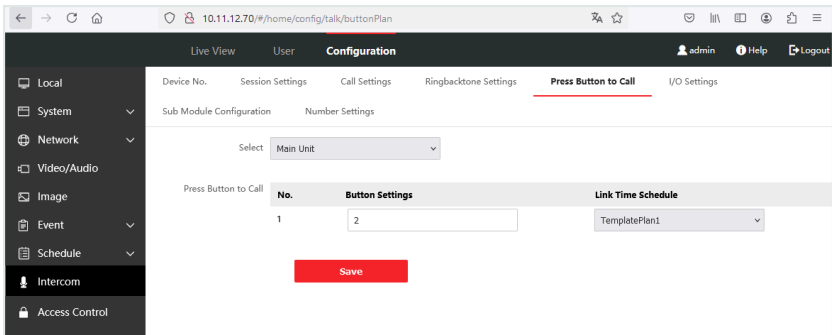 10.11.12.70/#/home/config/talk/buttonPlan
Live View User Configuration admin Help Logout
Local
System
Network
Video/Audio
Image
Event
Schedule
Intercom
Access Control
Device No. Session Settings Call Settings Ringbacktone Settings Press Button to Call I/O Settings
Sub Module Configuration Number Settings
Select Main Unit
Press Button to Call No. Button Settings Link Time Schedule
1 2 TemplatePlan1
Save